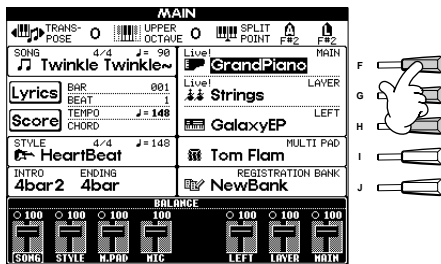 MAIN
TRANSPOSE 0 UPPER OCTAVE 0 SPLIT POINT A F#2 L F#2
SONG 4/4 ♩= 90
Twinkle Twinkle~
Live! MAIN
GrandPiano
F
Lyrics BAR 001
BEAT 1
Live! LAYER
Strings
G
Score TEMPO ♩=148
CHORD
LEFT
GalaxyEP
H
STYLE 4/4 ♩=148
HeartBeat
MULTI PAD
Tom Flam
I
INTRO ENDING
4bar2 4bar
REGISTRATION BANK
NewBank
J
BALANCE
100 100 100 100 100 100 100
SONG STYLE M.PAD MIC LEFT LAYER MAIN